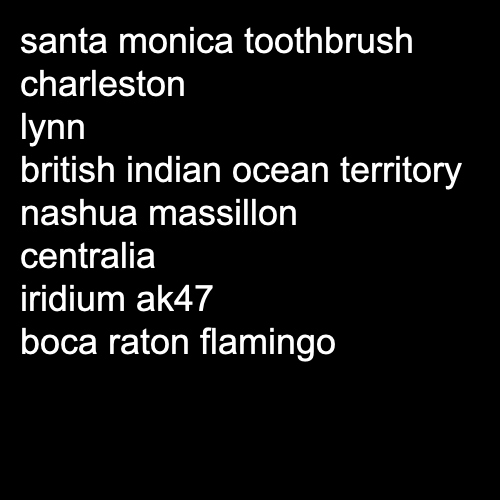 santa monica toothbrush
charleston
lynn
british indian ocean territory
nashua massillon
centralia
iridium ak47
boca raton flamingo